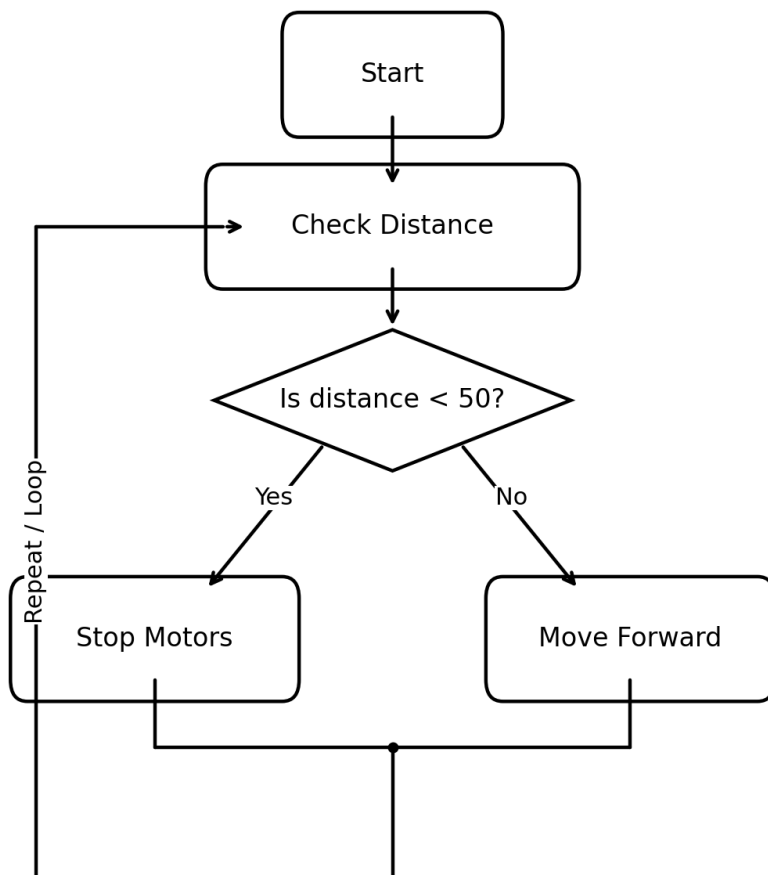 Start
Check Distance
Is distance < 50?
Yes
No
Repeat / Loop
Stop Motors
Move Forward